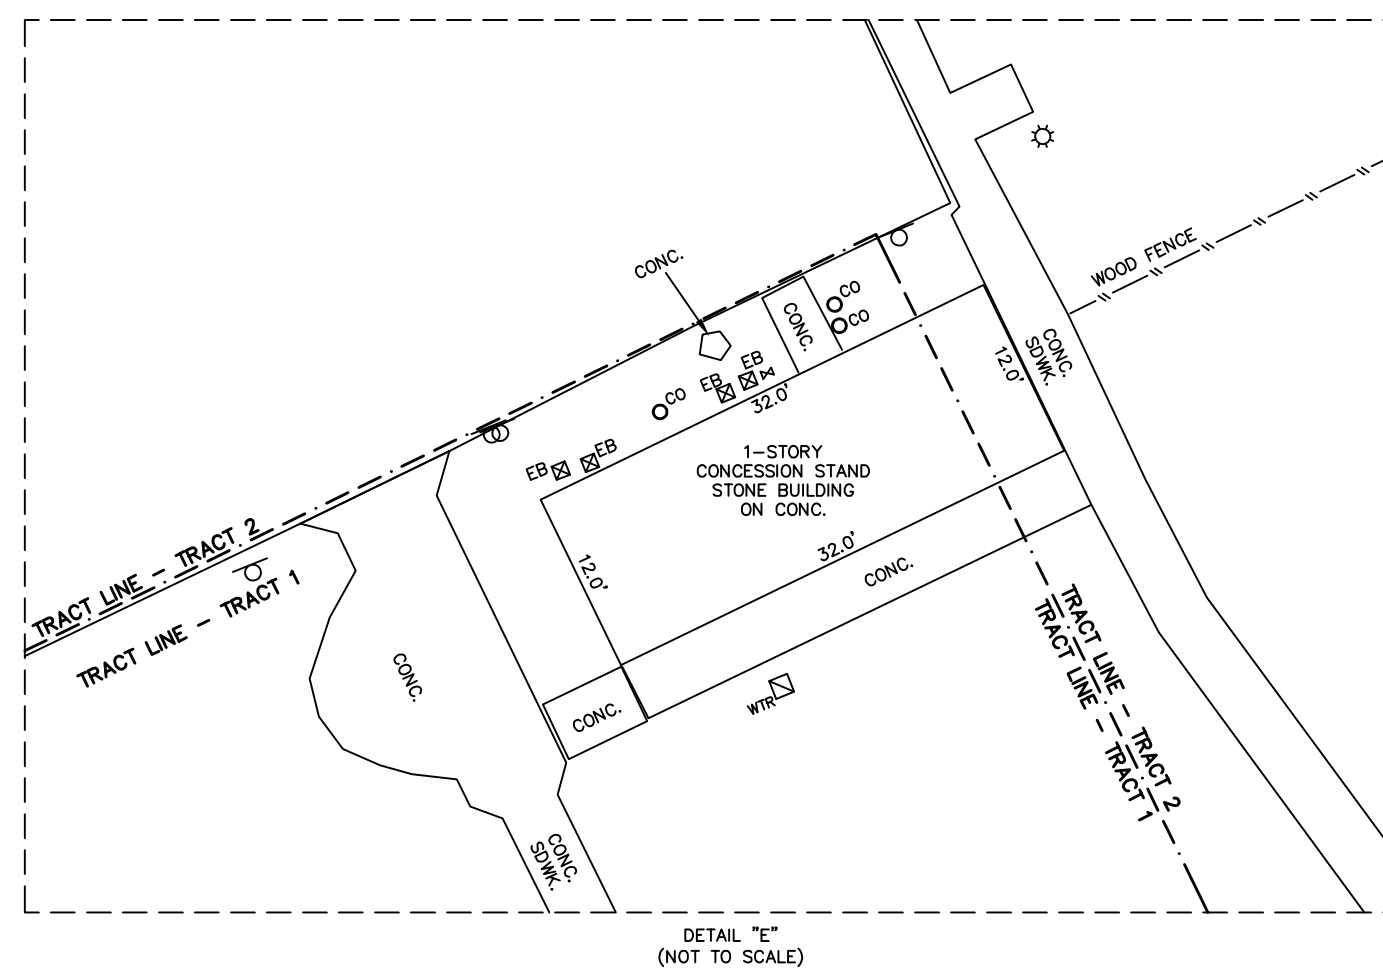 CONC.
WOOD FENCE
CO
CO
CONC.
CONC.
SDWK.
EB
EB
12.0'
32.0'
CO
EB
EB
1-STORY
CONCESSION STAND
STONE BUILDING
ON CONC.
TRACT LINE - TRACT 2
TRACT LINE - TRACT 1
32.0'
12.0'
CONC.
CONC.
TRACT LINE - TRACT 2
TRACT LINE - TRACT 1
CONC.
WTR
CONC.
SDWK.
DETAIL "E"
(NOT TO SCALE)